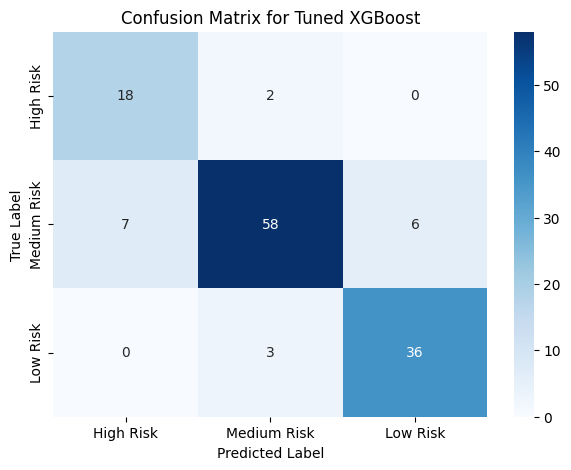 Confusion Matrix for Tuned XGBoost
True Label
High Risk
18 2 0
Medium Risk
7 58 6
Low Risk
0 3 36
High Risk Medium Risk Low Risk
Predicted Label
50
40
30
20
10
0